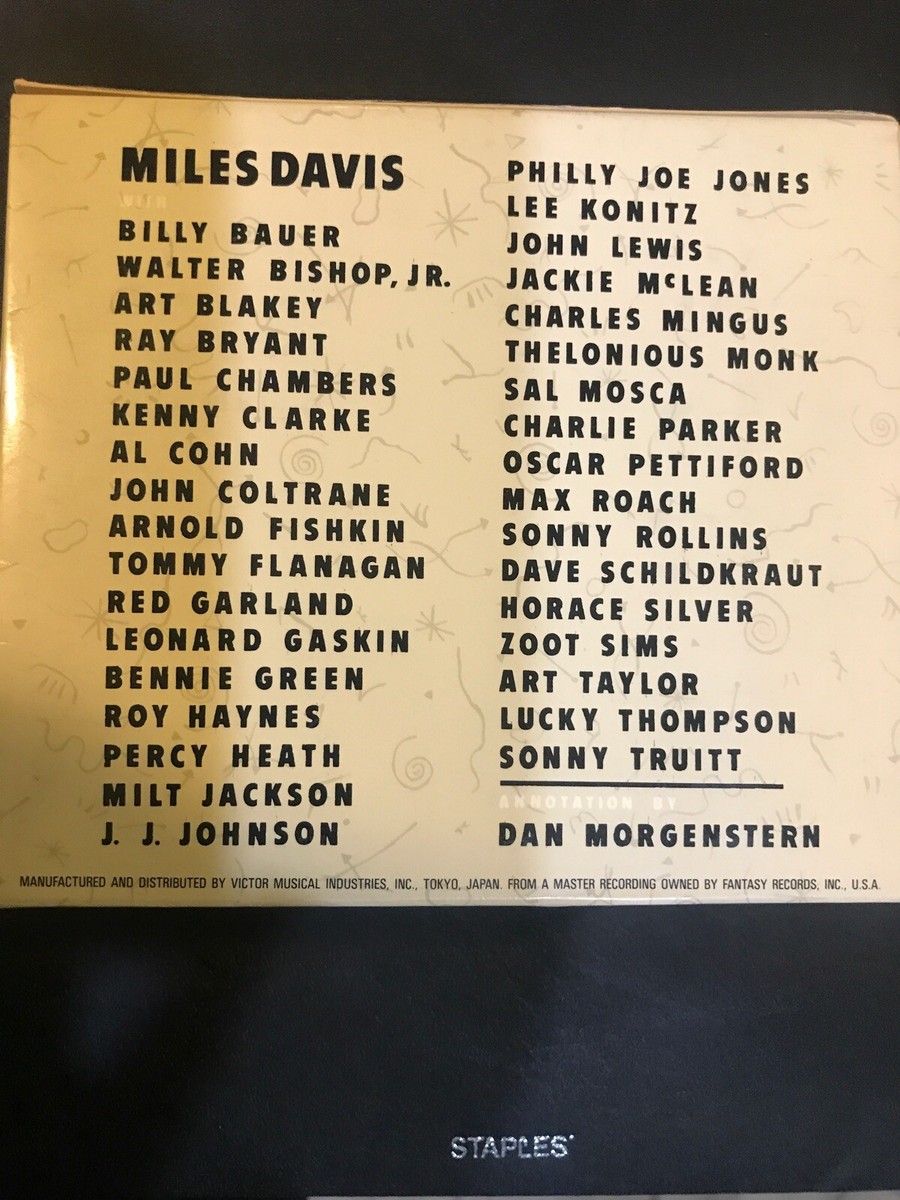 MILES DAVIS
WITH
BILLY BAUER
WALTER BISHOP, JR.
ART BLAKEY
RAY BRYANT
PAUL CHAMBERS
KENNY CLARKE
AL COHN
JOHN COLTRANE
ARNOLD FISHKIN
TOMMY FLANAGAN
RED GARLAND
LEONARD GASKIN
BENNIE GREEN
ROY HAYNES
PERCY HEATH
MILT JACKSON
J. J. JOHNSON
PHILLY JOE JONES
LEE KONITZ
JOHN LEWIS
JACKIE McLEAN
CHARLES MINGUS
THELONIOUS MONK
SAL MOSCA
CHARLIE PARKER
OSCAR PETTIFORD
MAX ROACH
SONNY ROLLINS
DAVE SCHILDKRAUT
HORACE SILVER
ZOOT SIMS
ART TAYLOR
LUCKY THOMPSON
SONNY TRUITT
ANNOTATION BY
DAN MORGENSTERN
MANUFACTURED AND DISTRIBUTED BY VICTOR MUSICAL INDUSTRIES, INC., TOKYO, JAPAN. FROM A MASTER RECORDING OWNED BY FANTASY RECORDS, INC., U.S.A.
STAPLES